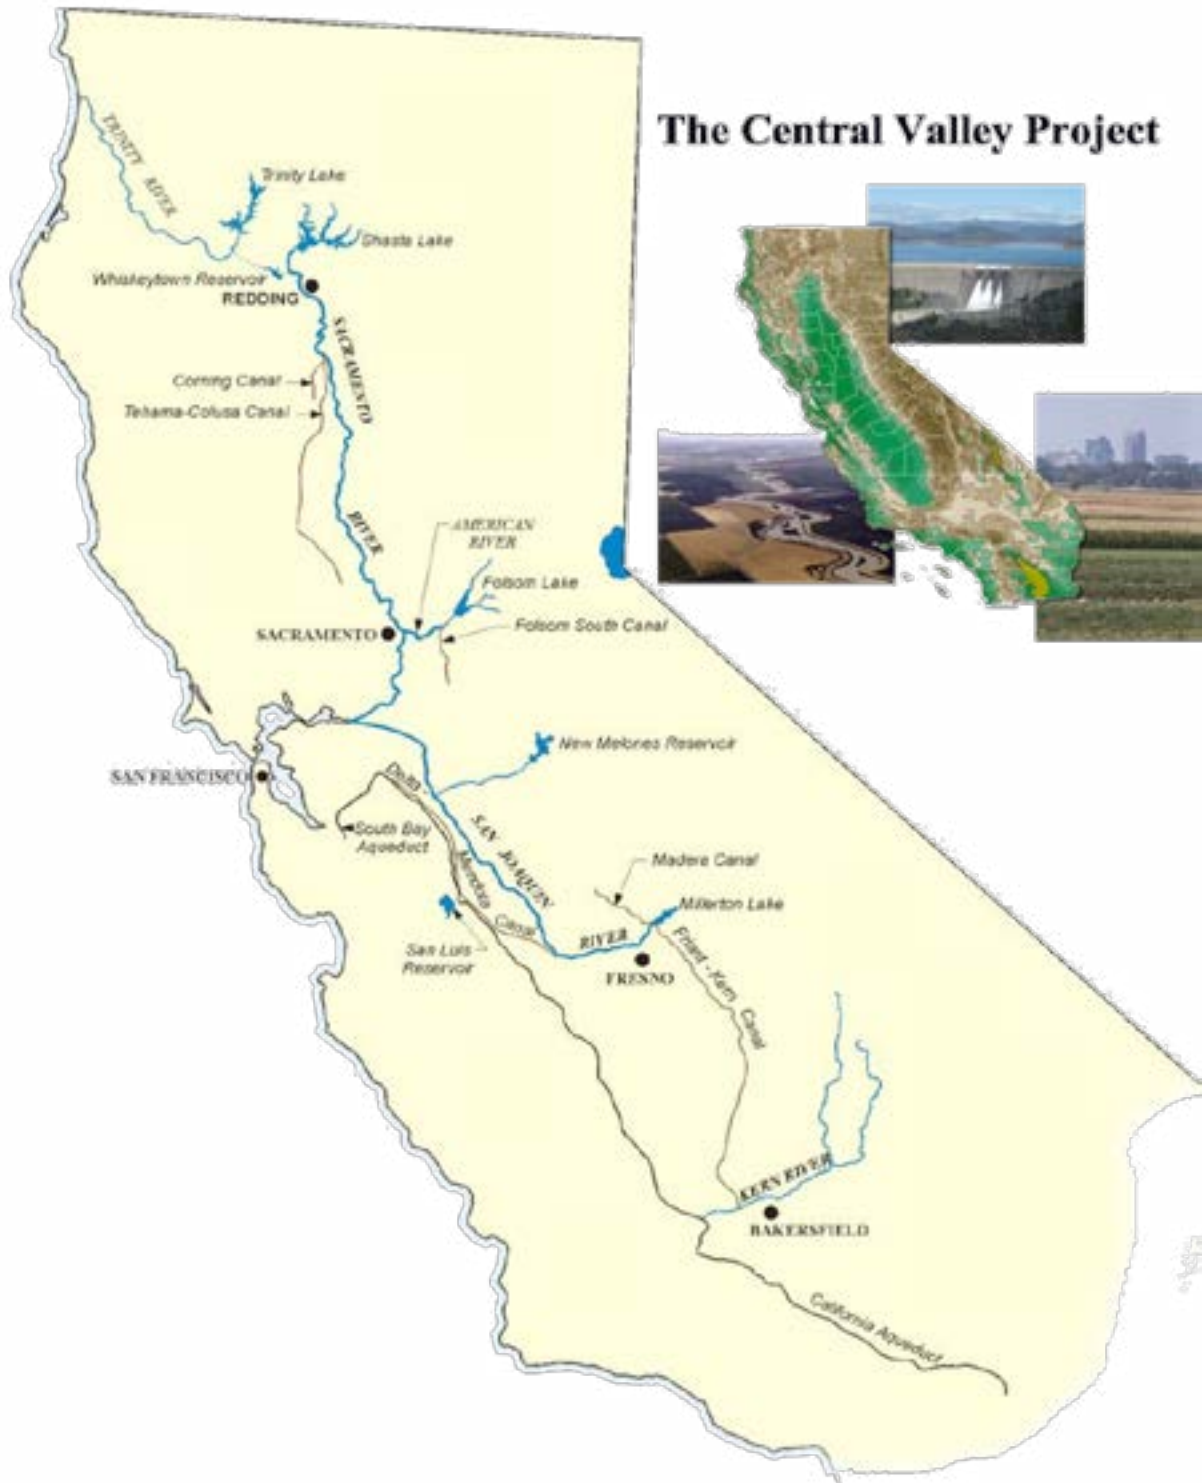 The Central Valley Project
TRINITY RIVER
Trinity Lake
Shasta Lake
Whiskeytown Reservoir
REDDING
SACRAMENTO
RIVER
Corning Canal
Tehama-Colusa Canal
AMERICAN
RIVER
Folsom Lake
Folsom South Canal
SACRAMENTO
New Melones Reservoir
SAN FRANCISCO
Delta
Mendota
Canal
South Bay
Aqueduct
SAN JOAQUIN
RIVER
Madera Canal
Millerton Lake
San Luis
Reservoir
FRESNO
Friant - Kern Canal
KERN RIVER
BAKERSFIELD
California Aqueduct